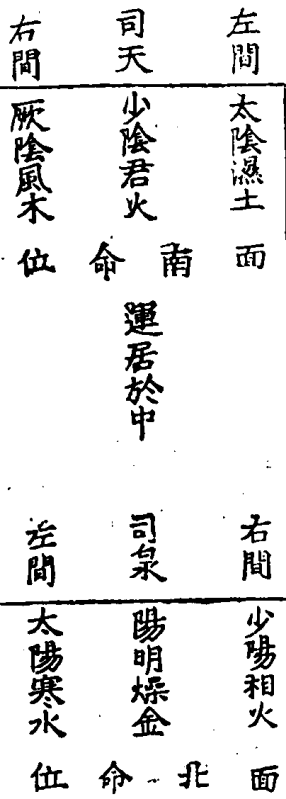 左間
司天
右間
太陰濕土
少陰君火
厥陰風木
面南命位
運居於中
右間
司泉
左間
少陽相火
陽明燥金
太陽寒水
面北命位